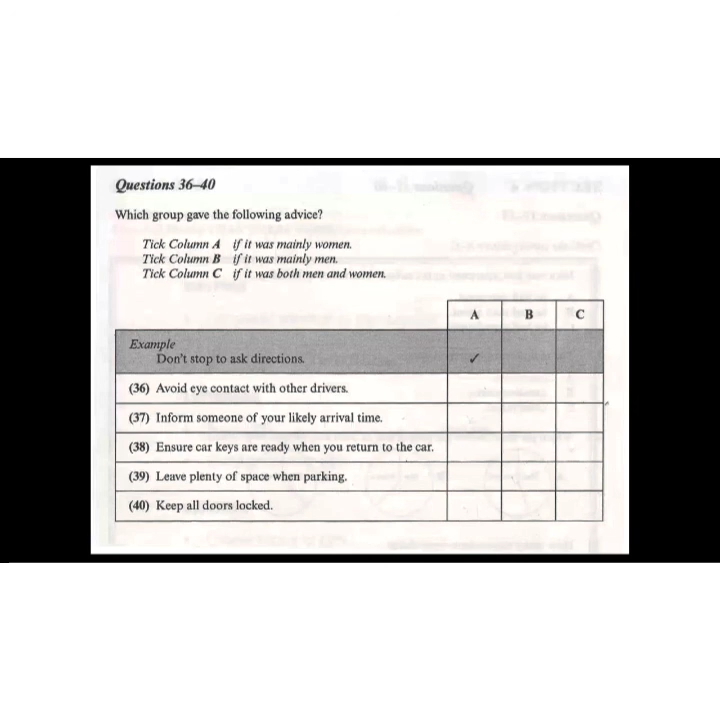 Questions 36–40
Which group gave the following advice?
Tick Column A if it was mainly women.
Tick Column B if it was mainly men.
Tick Column C if it was both men and women.
A B C
Example
Don't stop to ask directions. ✓
(36) Avoid eye contact with other drivers.
(37) Inform someone of your likely arrival time.
(38) Ensure car keys are ready when you return to the car.
(39) Leave plenty of space when parking.
(40) Keep all doors locked.